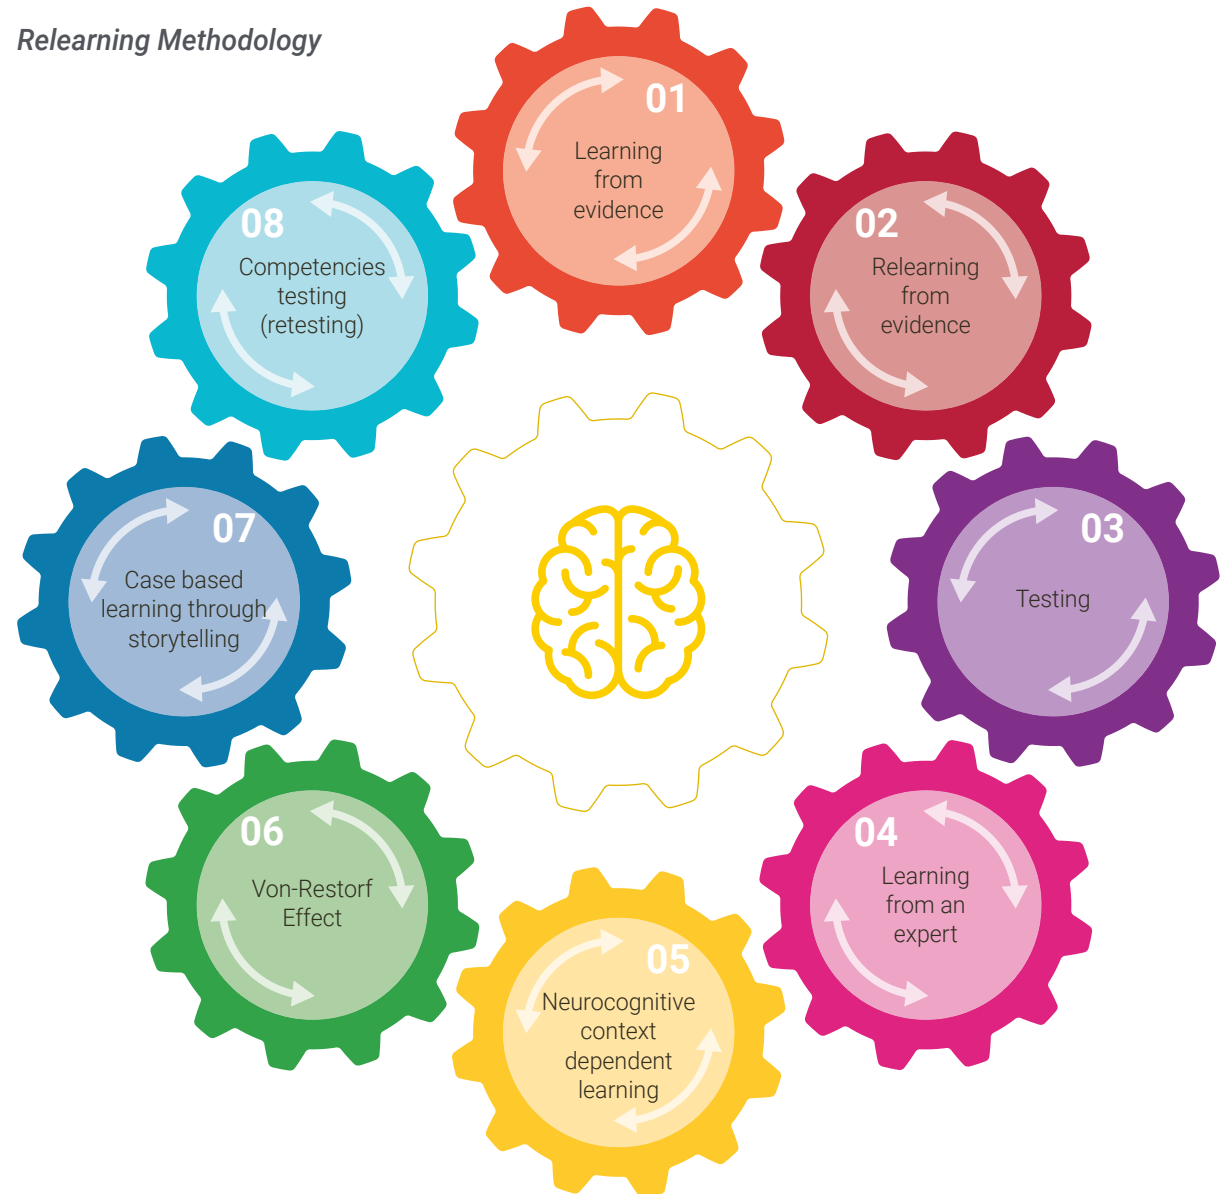 Relearning Methodology
01
Learning
from
evidence
02
Relearning
from
evidence
03
Testing
04
Learning
from an
expert
05
Neurocognitive
context
dependent
learning
06
Von-Restorf
Effect
07
Case based
learning through
storytelling
08
Competencies
testing
(retesting)